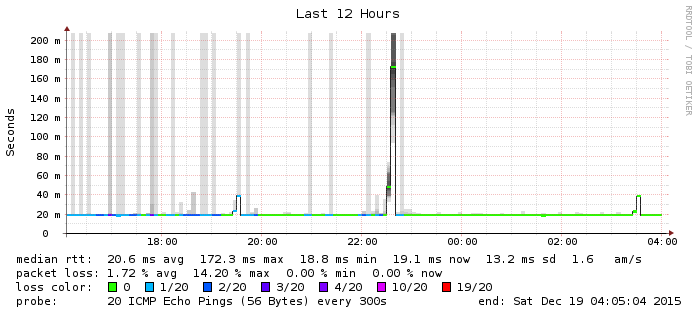 Last 12 Hours
RRDTOOL / TOBI OETIKER
Seconds
200 m
180 m
160 m
140 m
120 m
100 m
80 m
60 m
40 m
20 m
0
18:00 20:00 22:00 00:00 02:00 04:00
median rtt: 20.6 ms avg 172.3 ms max 18.8 ms min 19.1 ms now 13.2 ms sd 1.6 am/s
packet loss: 1.72 % avg 14.20 % max 0.00 % min 0.00 % now
loss color: 0 1/20 2/20 3/20 4/20 10/20 19/20
probe: 20 ICMP Echo Pings (56 Bytes) every 300s end: Sat Dec 19 04:05:04 2015